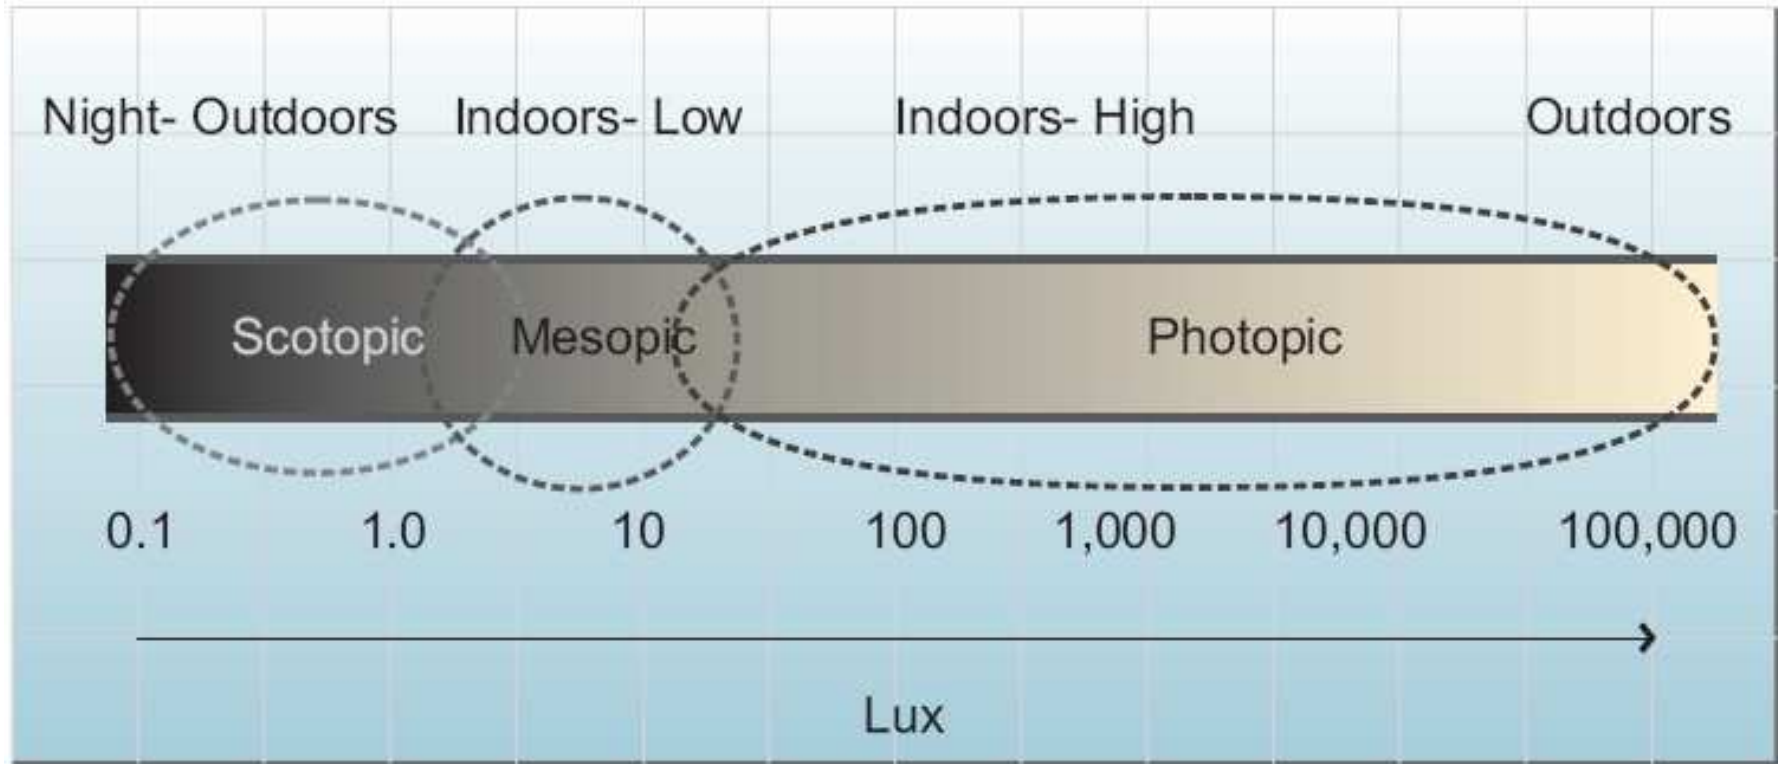 Night- Outdoors Indoors- Low Indoors- High Outdoors
Scotopic Mesopic Photopic
0.1 1.0 10 100 1,000 10,000 100,000
Lux